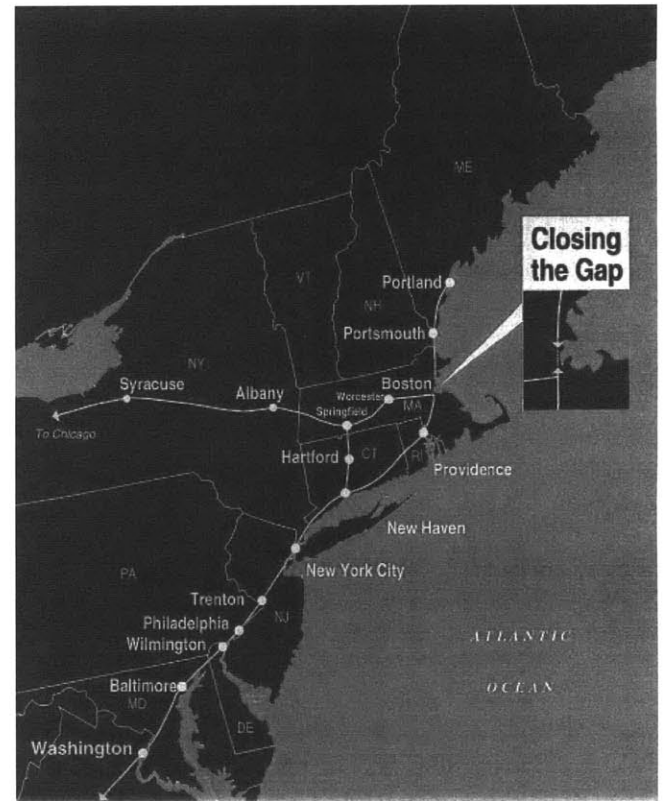 ME
Closing
the Gap
VT
Portland
NH
Portsmouth
NY
Syracuse
Albany
Boston
Worcester
MA
Springfield
To Chicago
Hartford
CT
RI
Providence
New Haven
PA
New York City
Trenton
NJ
Philadelphia
Wilmington
ATLANTIC
OCEAN
Baltimore
MD
DE
Washington